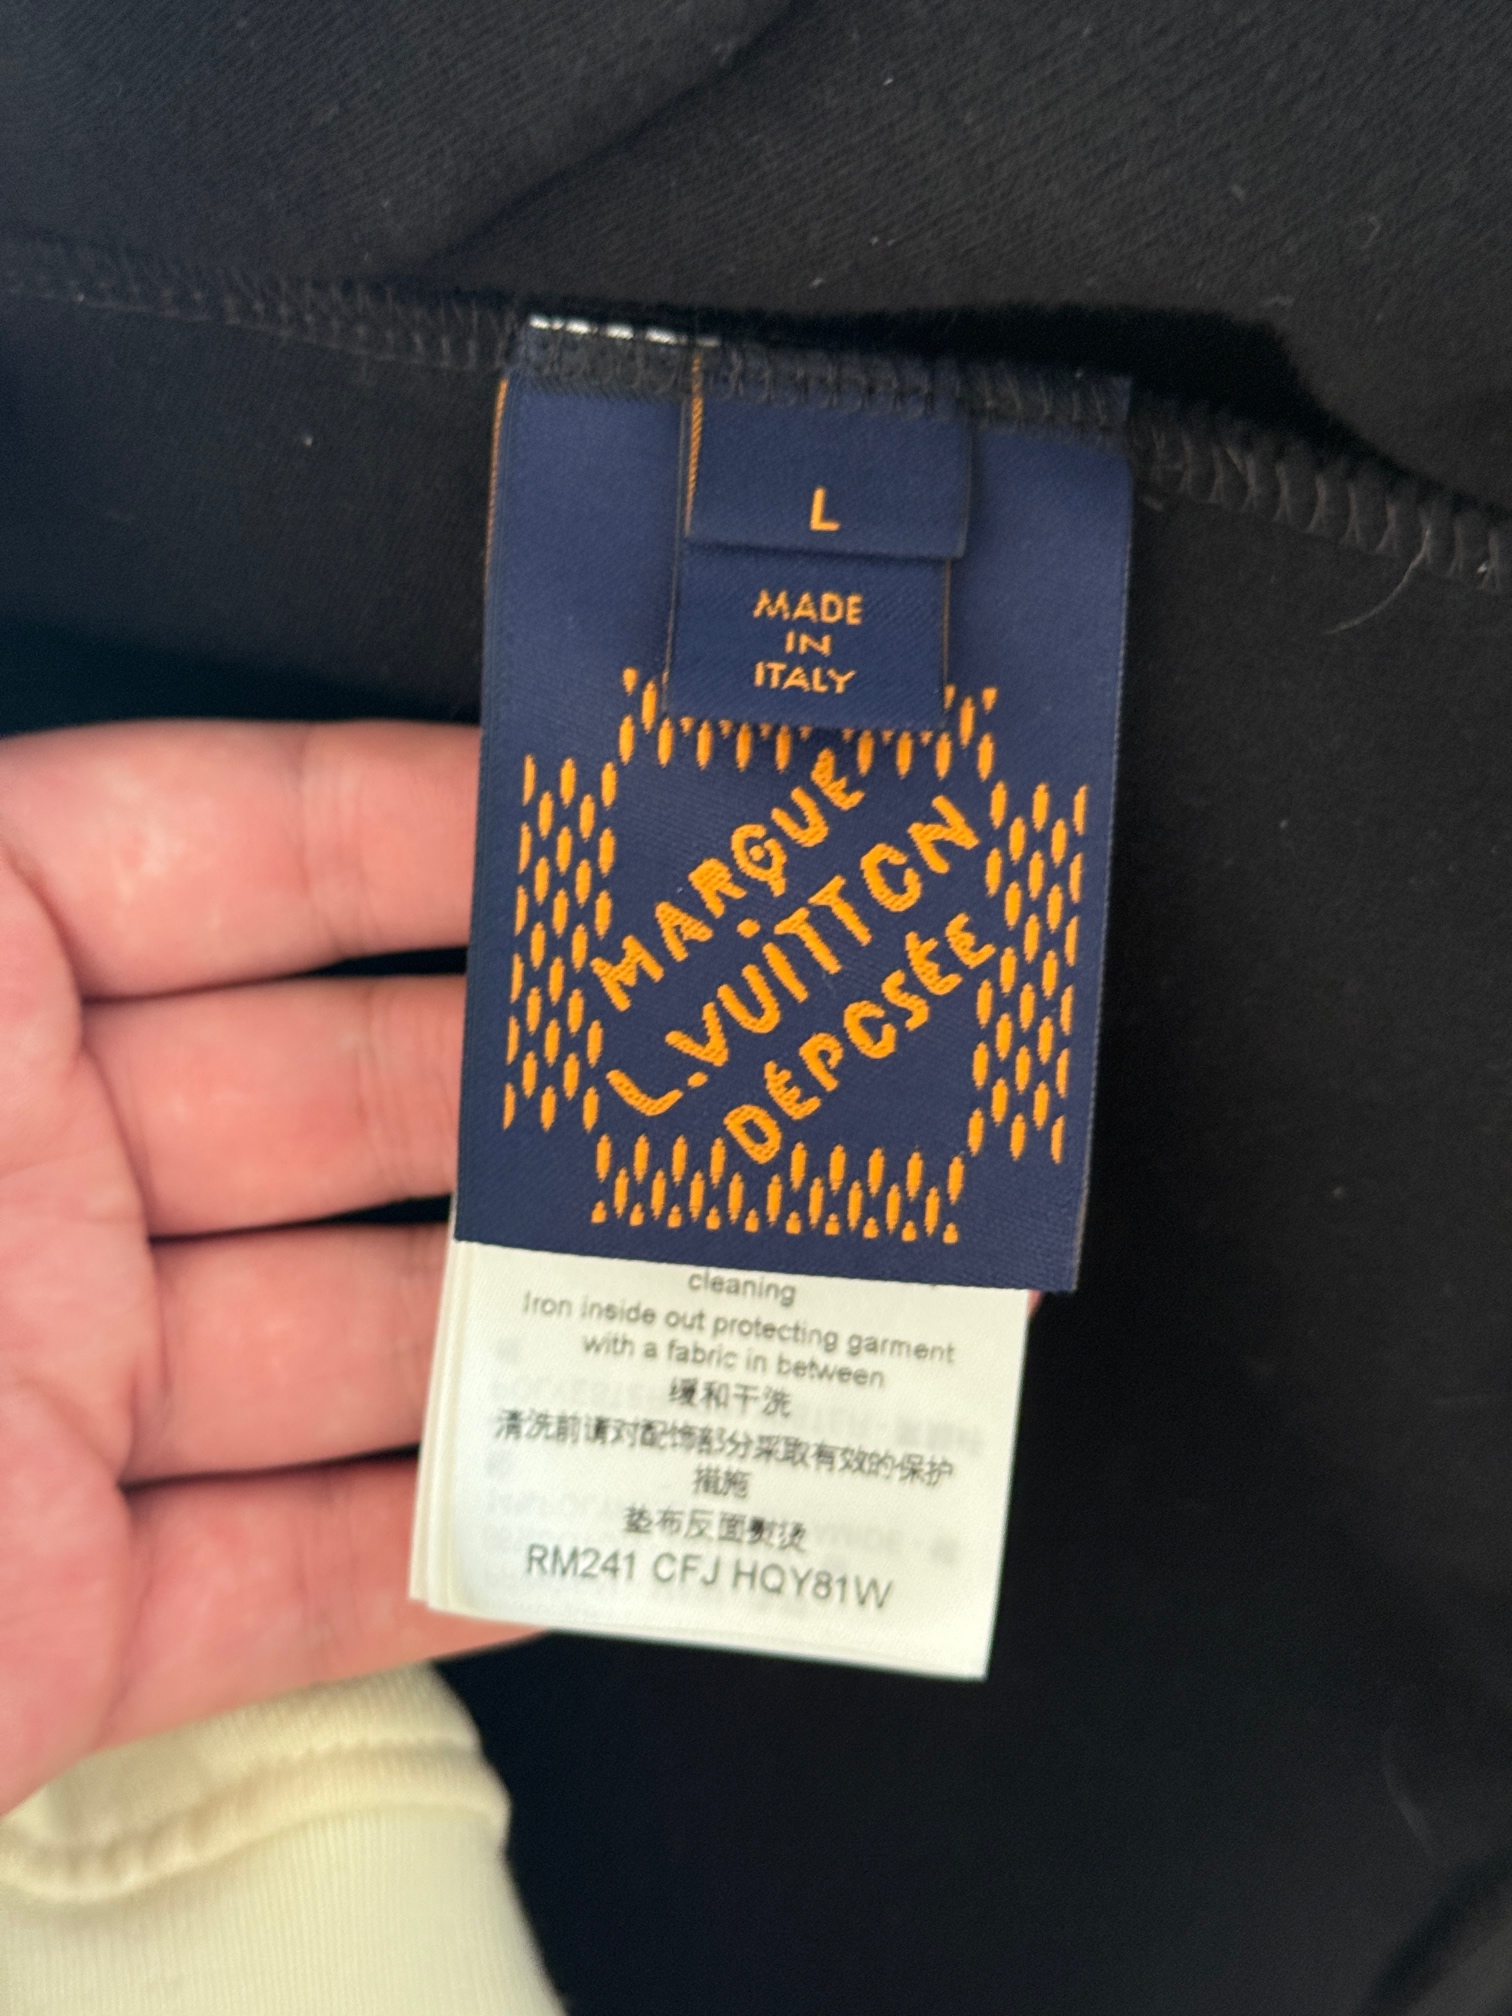 L
MADE
IN
ITALY
MARQUE
L.VUITTON
DÉPOSÉE
cleaning
Iron inside out protecting garment
with a fabric in between
缓和干洗
清洗前请对配饰部分采取有效的保护
措施
垫布反面熨烫
RM241 CFJ HQY81W